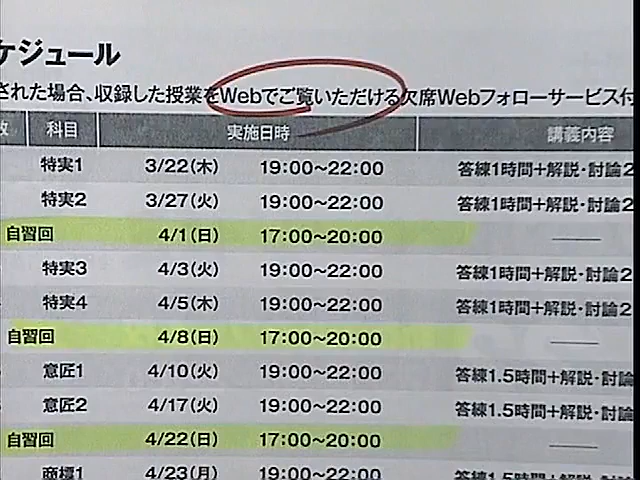 ケジュール
された場合、収録した授業をWebでご覧いただける欠席Webフォローサービス付
数 科目 実施日時 講義内容
特実1 3/22(木) 19:00～22:00 答練1時間+解説・討論2
特実2 3/27(火) 19:00～22:00 答練1時間+解説・討論2
自習回 4/1(日) 17:00～20:00 ――
特実3 4/3(火) 19:00～22:00 答練1時間+解説・討論2
特実4 4/5(木) 19:00～22:00 答練1時間+解説・討論2
自習回 4/8(日) 17:00～20:00 ――
意匠1 4/10(火) 19:00～22:00 答練1.5時間+解説・討論
意匠2 4/17(火) 19:00～22:00 答練1.5時間+解説・討論
自習回 4/22(日) 17:00～20:00 ――
商標1 4/23(月) 19:00～22:00 答練1.5時間+解説・討論